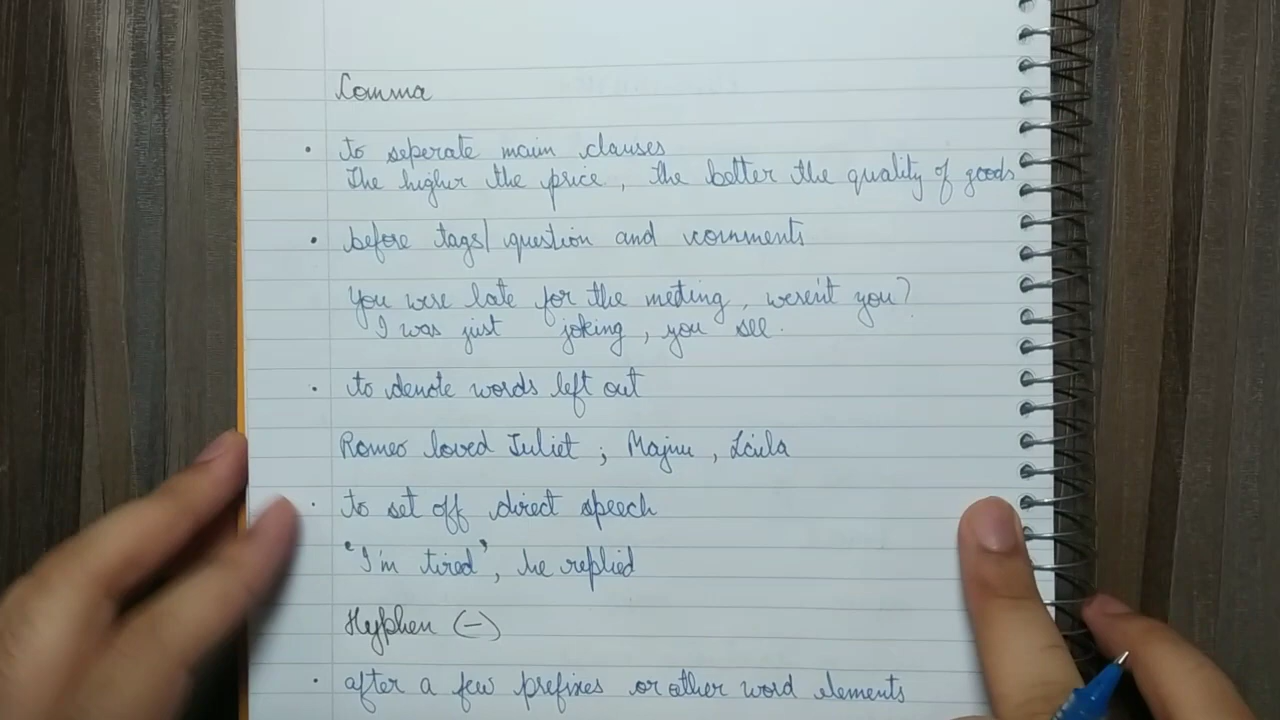 Comma
• to seperate main clauses
The higher the price, the better the quality of goods
• before tags/question and comments
You were late for the meeting, weren't you?
I was just joking, you see.
• to denote words left out
Romeo loved Juliet; Majnu, Laila
• to set off direct speech
'I'm tired', he replied
Hyphen (-)
• after a few prefixes or other word elements